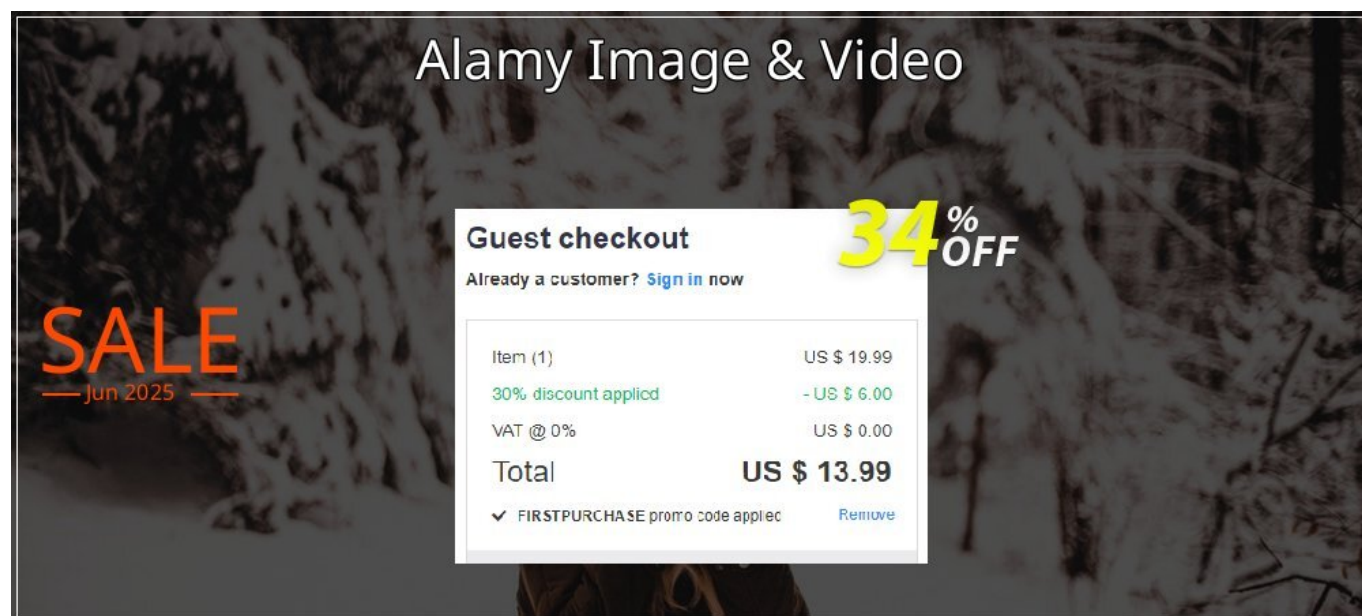 Alamy Image & Video
34% OFF
Guest checkout
Already a customer? Sign in now
SALE
Jun 2025
Item (1) US $ 19.99
30% discount applied - US $ 6.00
VAT @ 0% US $ 0.00
Total US $ 13.99
✓ FIRSTPURCHASE promo code applied Remove